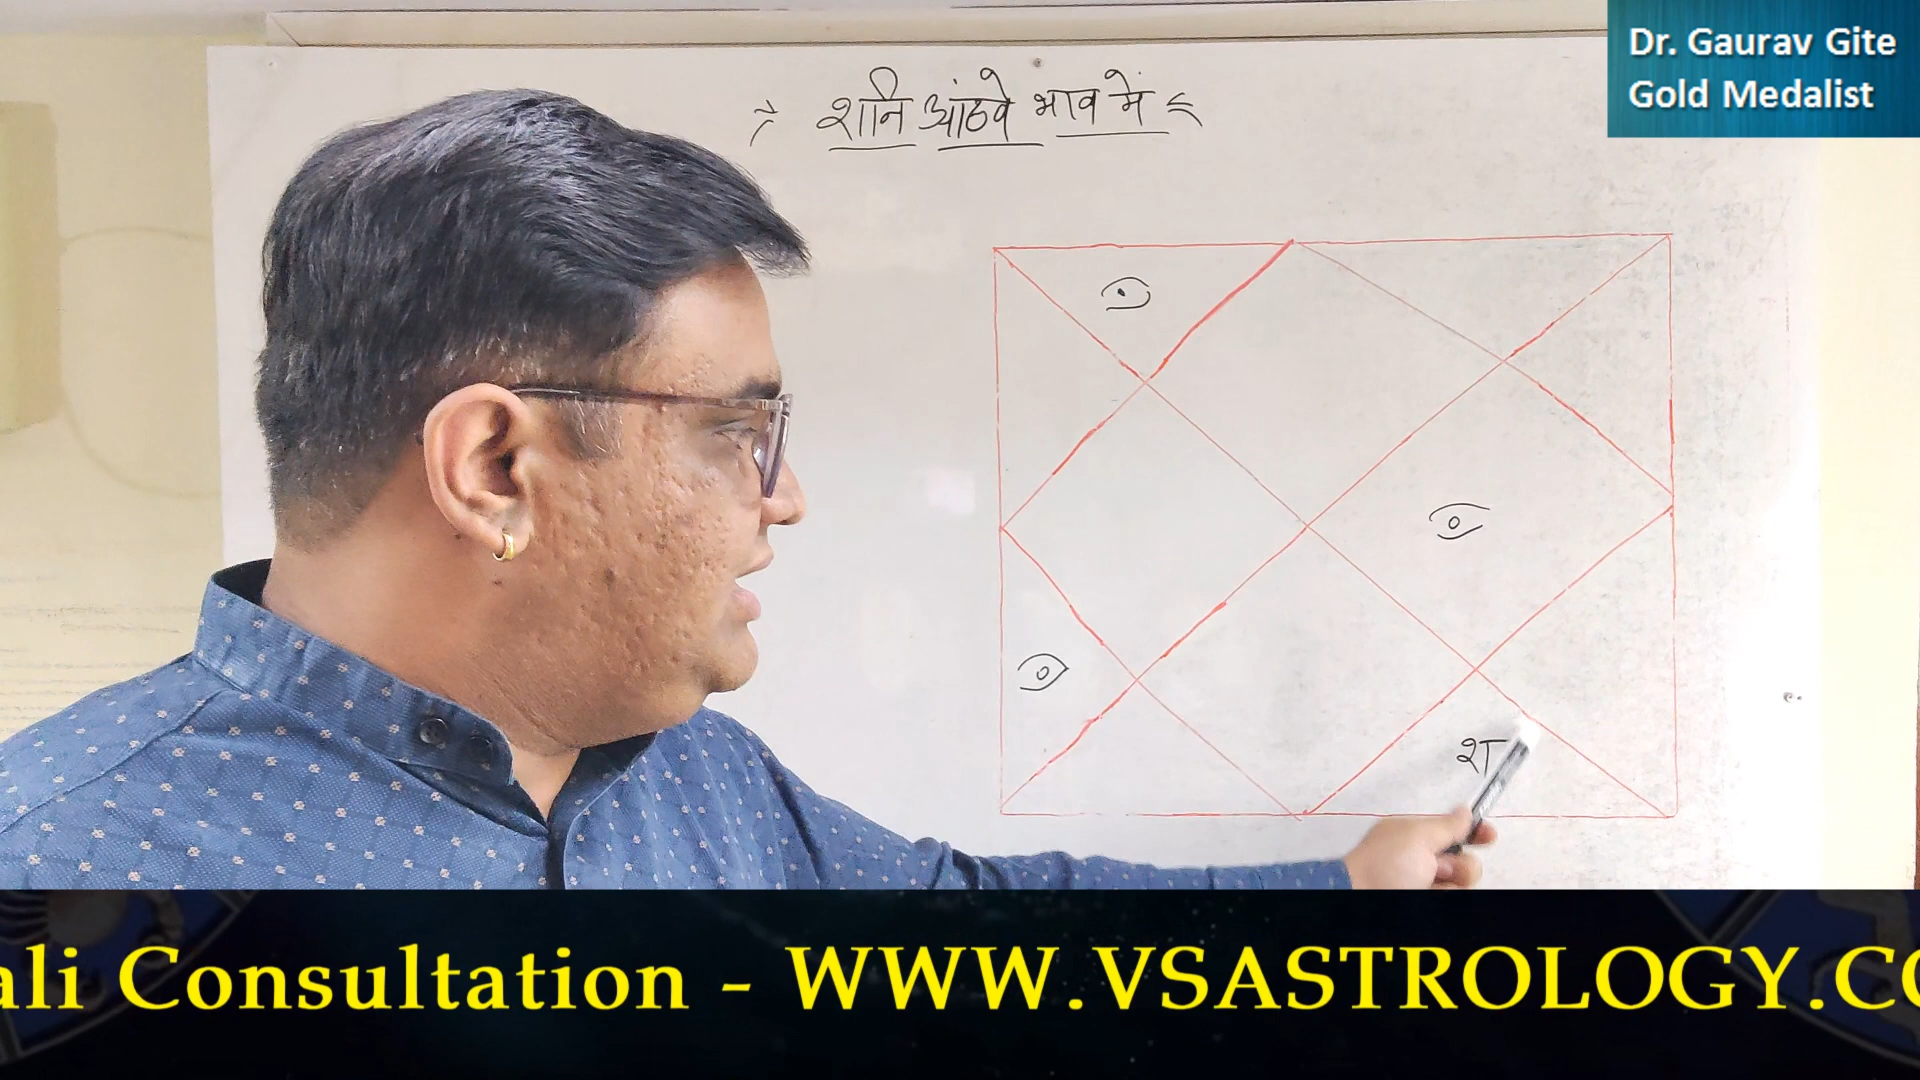 शनि आंठवे भाव में
Dr. Gaurav Gite
Gold Medalist
श
ali Consultation - WWW.VSASTROLOGY.CO